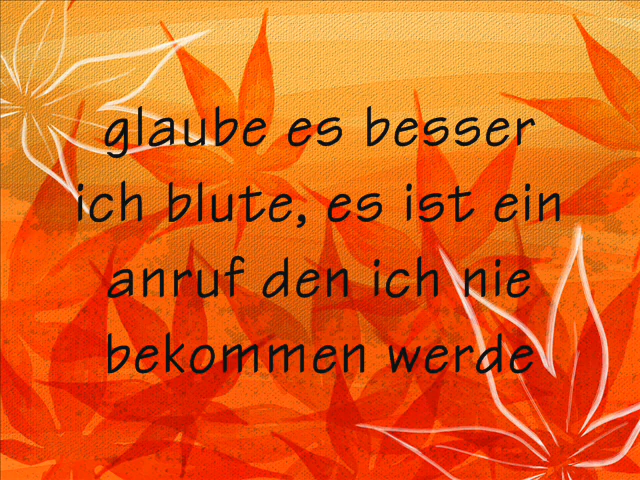 glaube es besser
ich blute, es ist ein
anruf den ich nie
bekommen werde